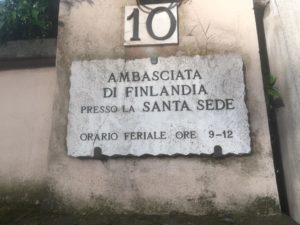 10
AMBASCIATA
DI FINLANDIA
PRESSO LA SANTA SEDE
ORARIO FERIALE ORE 9-12